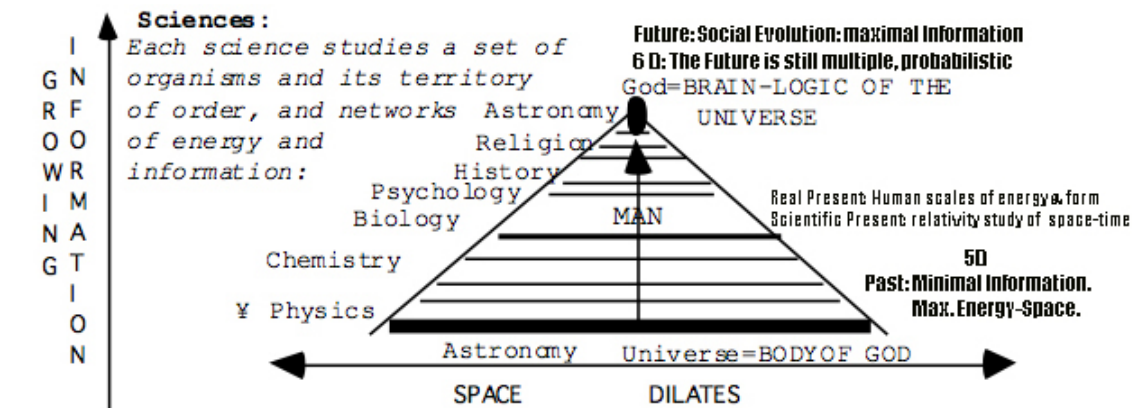 GROWING
INFORMATION
Sciences:
Each science studies a set of
organisms and its territory
of order, and networks
of energy and
information:
Future: Social Evolution: maximal Information
6 D: The Future is still multiple, probabilistic
God=BRAIN-LOGIC OF THE
UNIVERSE
Astronomy
Religion
History
Psychology
Biology
MAN
Real Present: Human scales of energy & form
Scientific Present: relativity study of space-time
Chemistry
5D
Past: Minimal Information.
Max. Energy-Space.
¥ Physics
Astronomy
Universe=BODYOF GOD
SPACE
DILATES